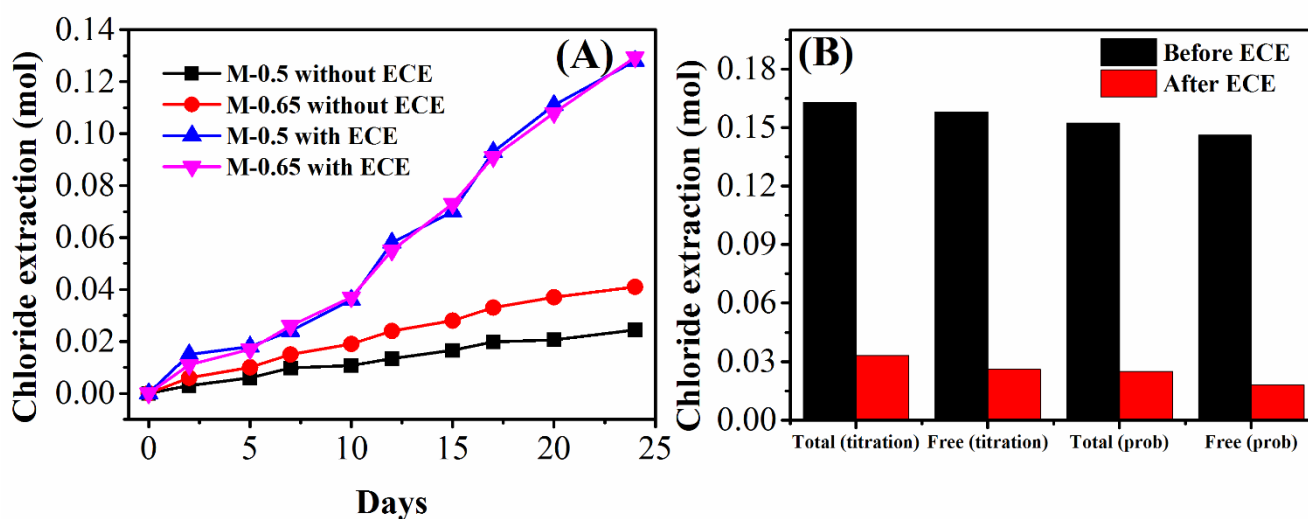 (A)
M-0.5 without ECE
M-0.65 without ECE
M-0.5 with ECE
M-0.65 with ECE
Chloride extraction (mol)
0.14
0.12
0.10
0.08
0.06
0.04
0.02
0.00
0 5 10 15 20 25
Days
(B)
Before ECE
After ECE
Chloride extraction (mol)
0.18
0.15
0.12
0.09
0.06
0.03
0.00
Total (titration) Free (titration) Total (prob) Free (prob)